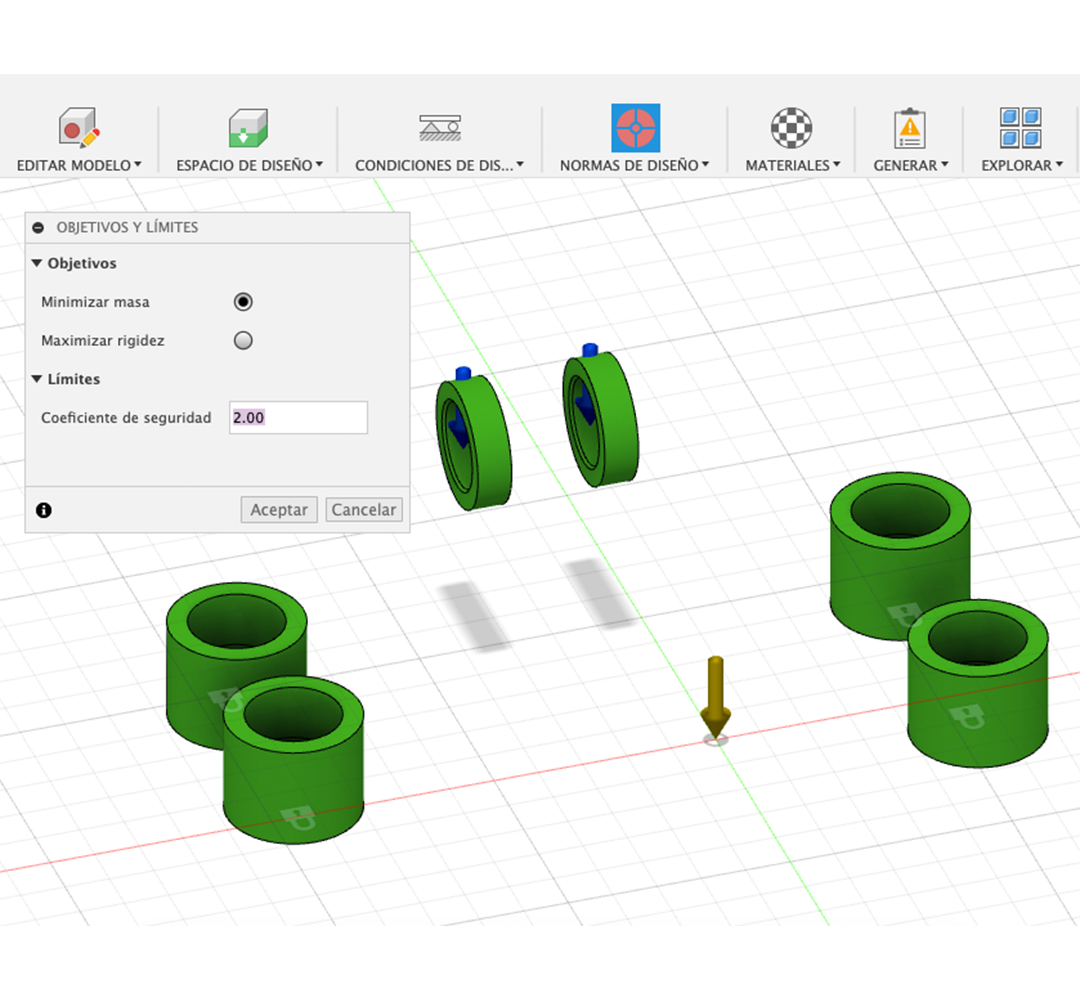 EDITAR MODELO ESPACIO DE DISEÑO CONDICIONES DE DIS... NORMAS DE DISEÑO MATERIALES GENERAR EXPLORAR
OBJETIVOS Y LÍMITES
Objetivos
Minimizar masa
Maximizar rigidez
Límites
Coeficiente de seguridad 2.00
Aceptar Cancelar